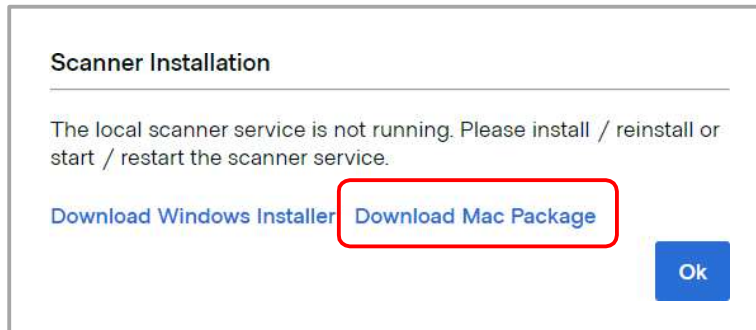 Scanner Installation
The local scanner service is not running. Please install / reinstall or
start / restart the scanner service.
Download Windows Installer Download Mac Package
Ok